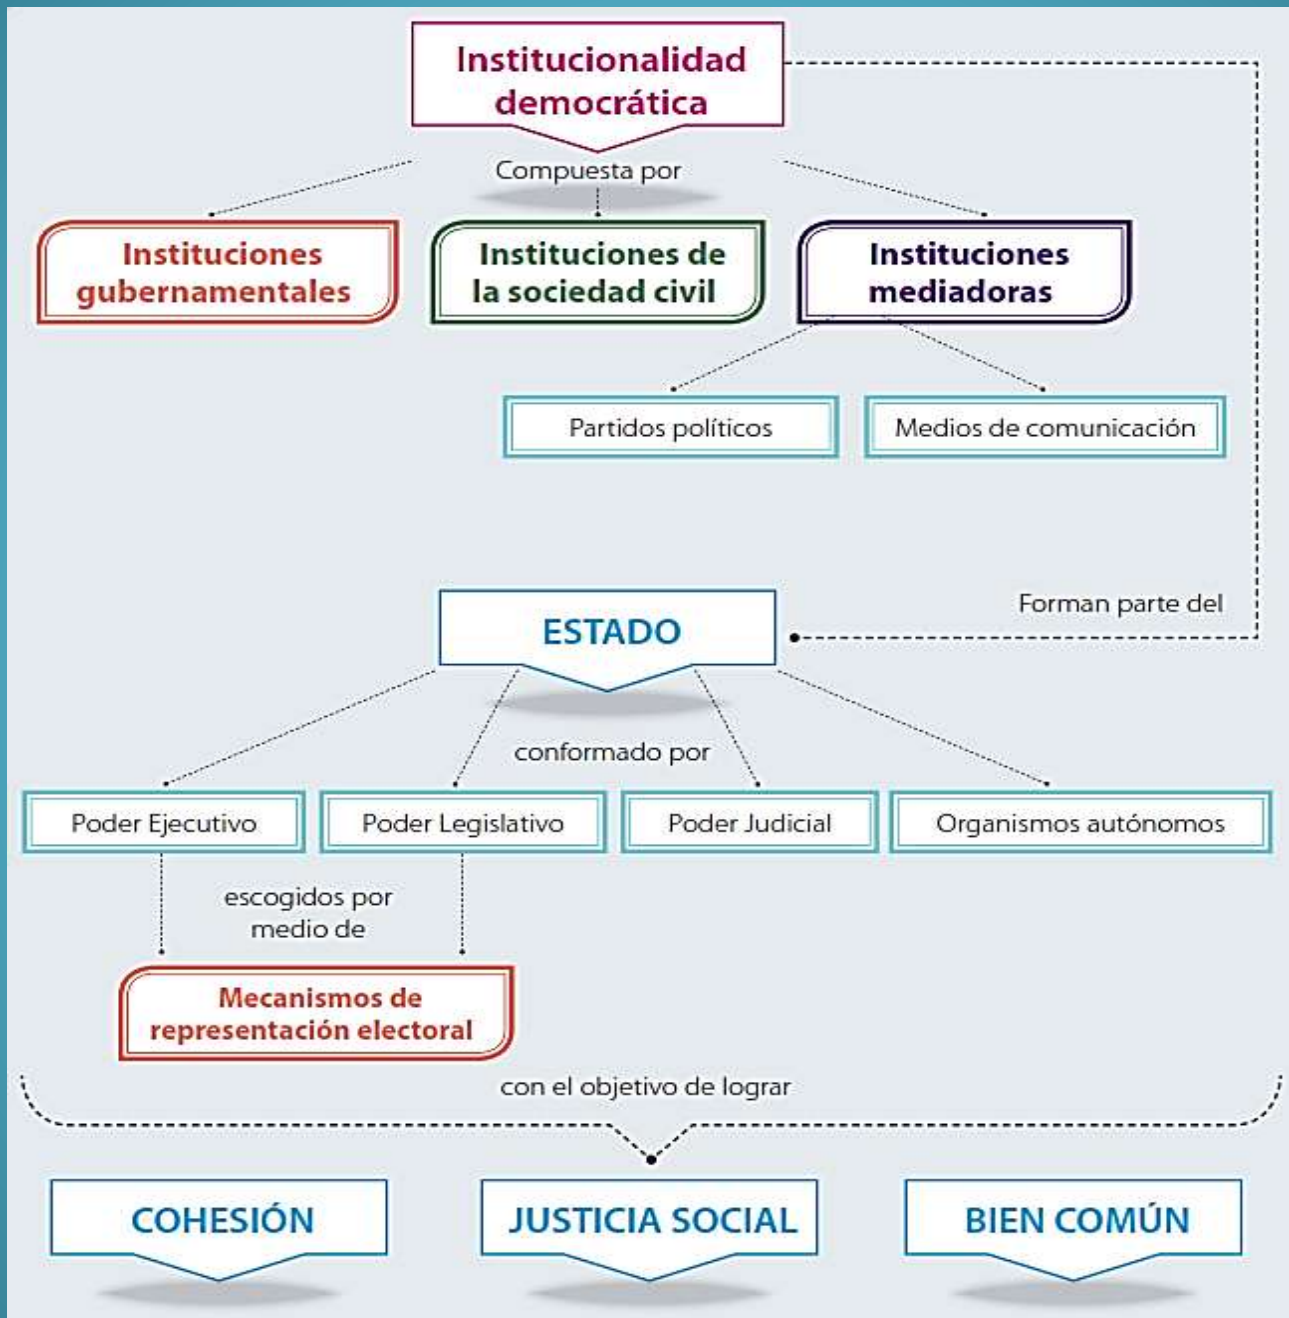 Institucionalidad
democrática
Compuesta por
Instituciones
gubernamentales
Instituciones de
la sociedad civil
Instituciones
mediadoras
Partidos políticos
Medios de comunicación
Forman parte del
ESTADO
conformado por
Poder Ejecutivo
Poder Legislativo
Poder Judicial
Organismos autónomos
escogidos por
medio de
Mecanismos de
representación electoral
con el objetivo de lograr
COHESIÓN
JUSTICIA SOCIAL
BIEN COMÚN